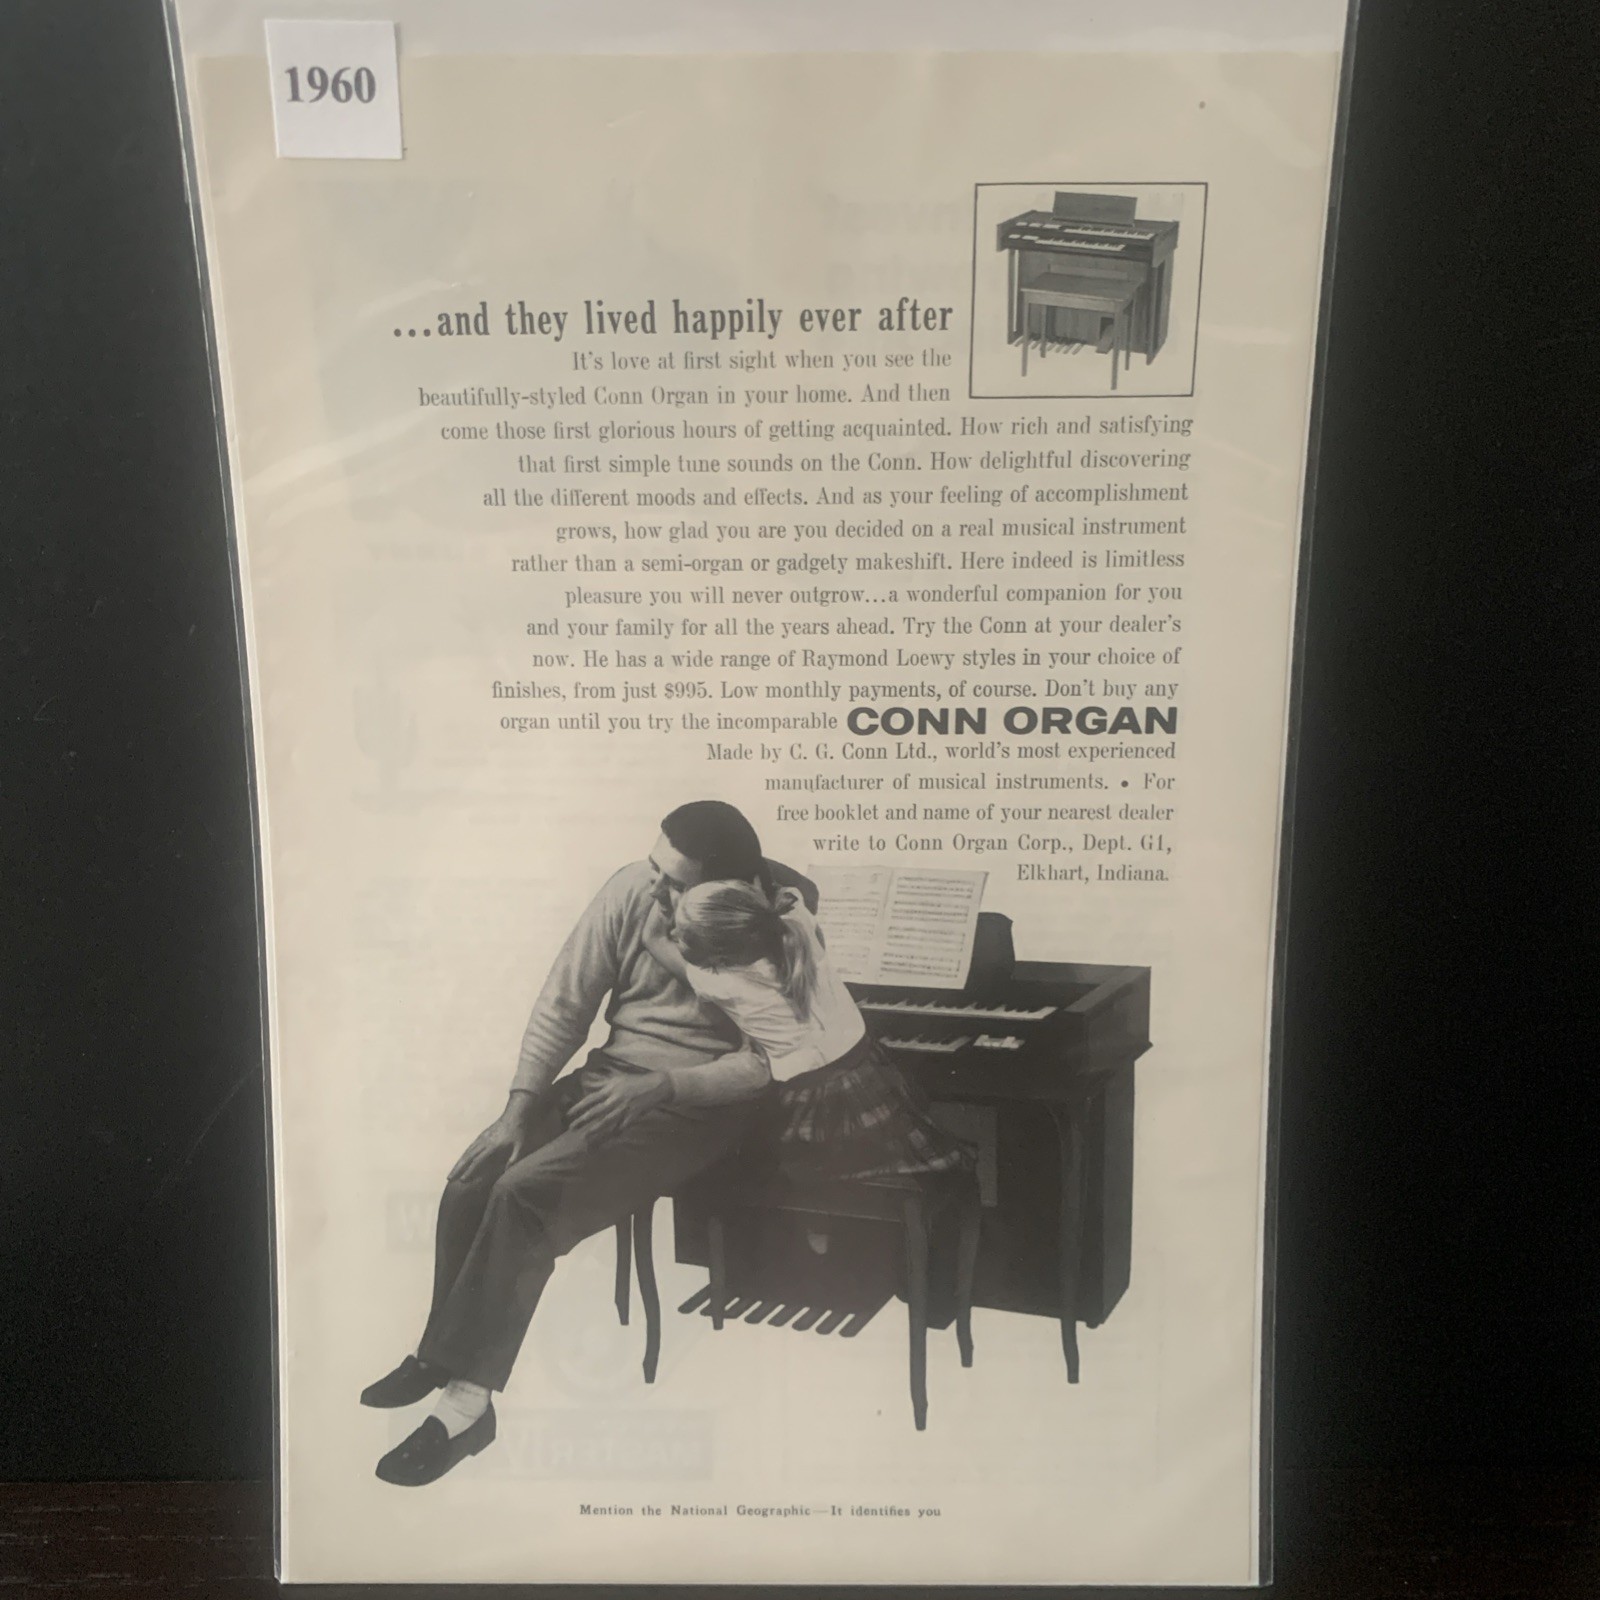 1960
...and they lived happily ever after
It's love at first sight when you see the
beautifully-styled Conn Organ in your home. And then
come those first glorious hours of getting acquainted. How rich and satisfying
that first simple tune sounds on the Conn. How delightful discovering
all the different moods and effects. And as your feeling of accomplishment
grows, how glad you are you decided on a real musical instrument
rather than a semi-organ or gadgety makeshift. Here indeed is limitless
pleasure you will never outgrow...a wonderful companion for you
and your family for all the years ahead. Try the Conn at your dealer's
now. He has a wide range of Raymond Loewy styles in your choice of
finishes, from just $995. Low monthly payments, of course. Don't buy any
organ until you try the incomparable CONN ORGAN
Made by C. G. Conn Ltd., world's most experienced
manufacturer of musical instruments. • For
free booklet and name of your nearest dealer
write to Conn Organ Corp., Dept. G1,
Elkhart, Indiana.
Mention the National Geographic—It identifies you